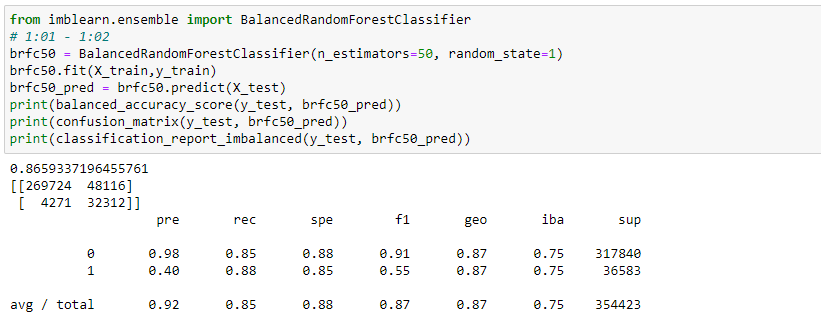 from imblearn.ensemble import BalancedRandomForestClassifier
# 1:01 - 1:02
brfc50 = BalancedRandomForestClassifier(n_estimators=50, random_state=1)
brfc50.fit(X_train,y_train)
brfc50_pred = brfc50.predict(X_test)
print(balanced_accuracy_score(y_test, brfc50_pred))
print(confusion_matrix(y_test, brfc50_pred))
print(classification_report_imbalanced(y_test, brfc50_pred))
0.8659337196455761
[[269724  48116]
 [  4271  32312]]
pre rec spe f1 geo iba sup
0 0.98 0.85 0.88 0.91 0.87 0.75 317840
1 0.40 0.88 0.85 0.55 0.87 0.75 36583
avg / total 0.92 0.85 0.88 0.87 0.87 0.75 354423